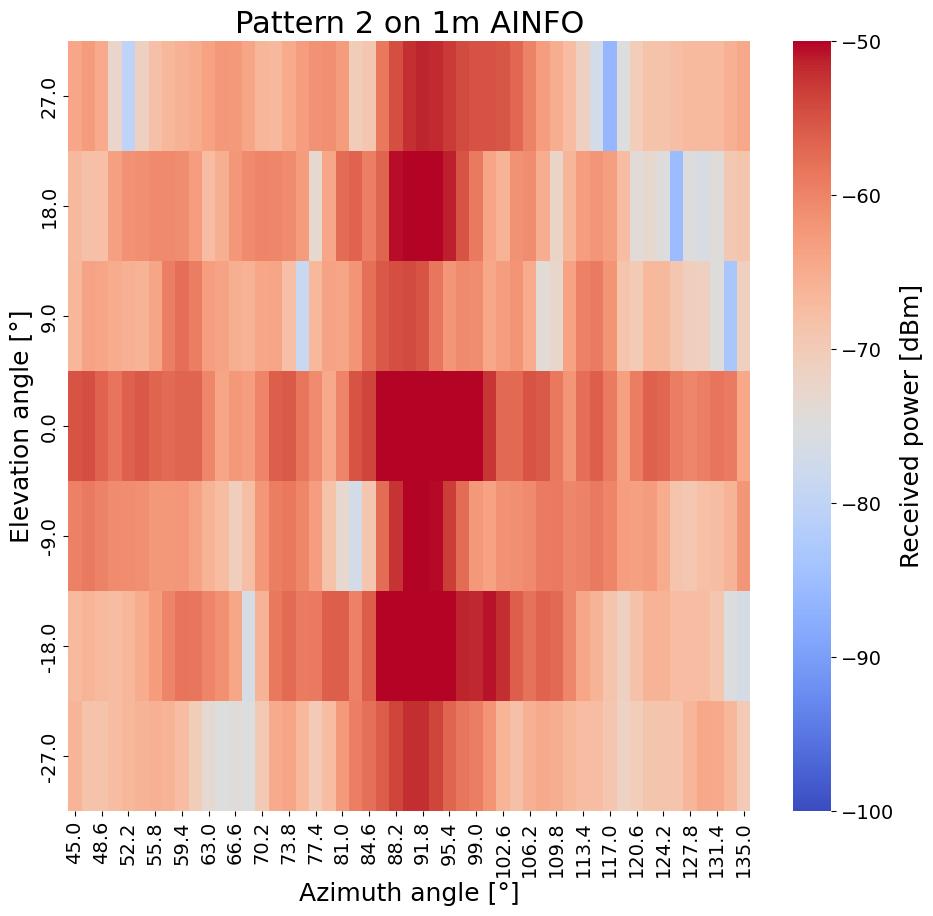 Pattern 2 on 1m AINFO
Elevation angle [°]
27.0
18.0
9.0
0.0
-9.0
-18.0
-27.0
45.0 48.6 52.2 55.8 59.4 63.0 66.6 70.2 73.8 77.4 81.0 84.6 88.2 91.8 95.4 99.0 102.6 106.2 109.8 113.4 117.0 120.6 124.2 127.8 131.4 135.0
Azimuth angle [°]
−50
−60
−70
−80
−90
−100
Received power [dBm]